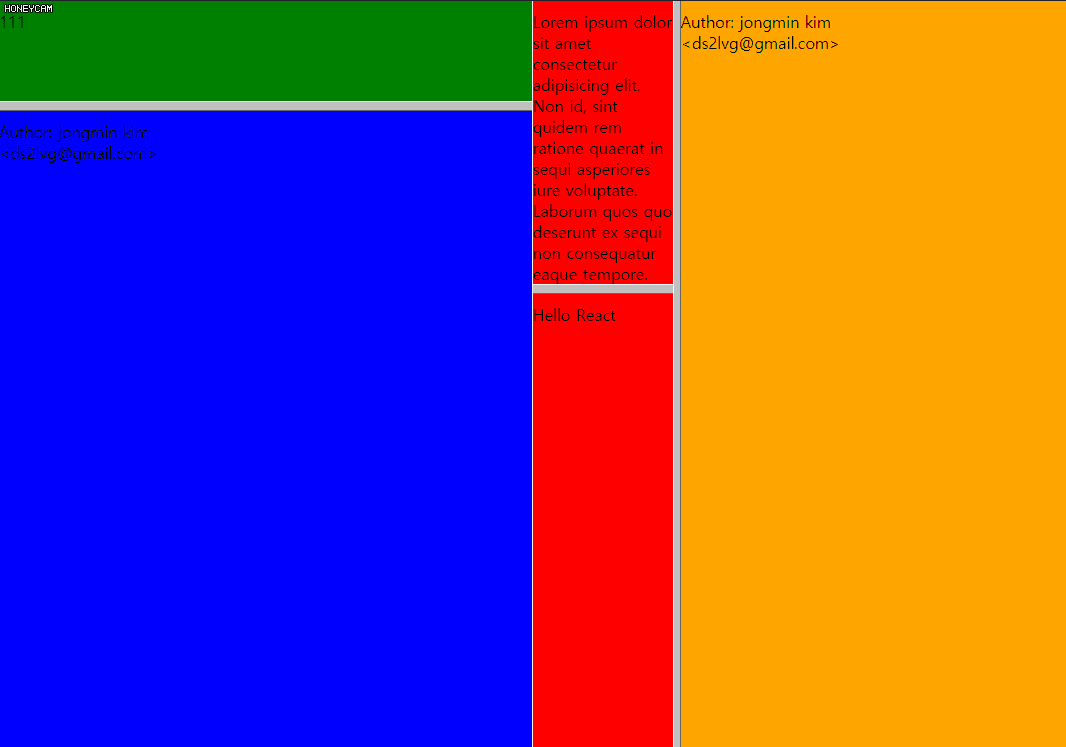 HONEYCAM
111
Author: jongmin kim
<ds2lvg@gmail.com>
Lorem ipsum dolor
sit amet
consectetur
adipisicing elit.
Non id, sint
quidem rem
ratione quaerat in
sequi asperiores
iure voluptate.
Laborum quos quo
deserunt ex sequi
non consequatur
eaque tempore.
Hello React
Author: jongmin kim
<ds2lvg@gmail.com>